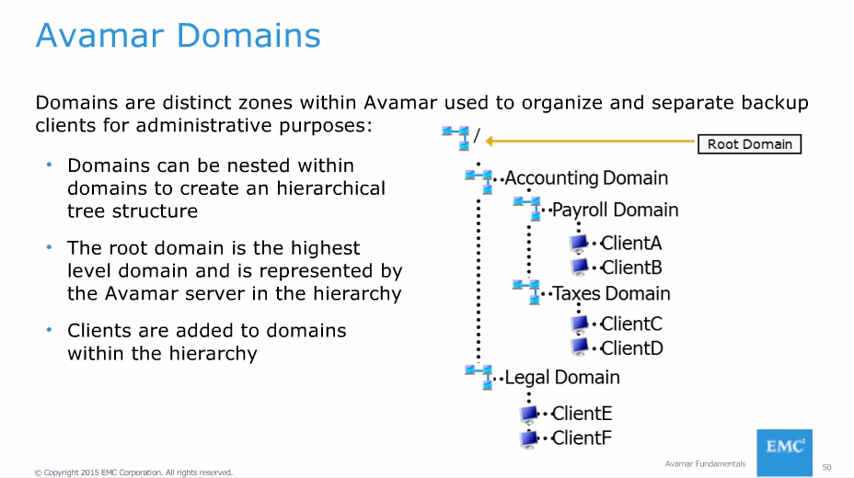 Avamar Domains
Domains are distinct zones within Avamar used to organize and separate backup
clients for administrative purposes:
• Domains can be nested within
domains to create an hierarchical
tree structure
• The root domain is the highest
level domain and is represented by
the Avamar server in the hierarchy
• Clients are added to domains
within the hierarchy
/
Root Domain
Accounting Domain
Payroll Domain
ClientA
ClientB
Taxes Domain
ClientC
ClientD
Legal Domain
ClientE
ClientF
© Copyright 2015 EMC Corporation. All rights reserved.
Avamar Fundamentals
EMC²
50